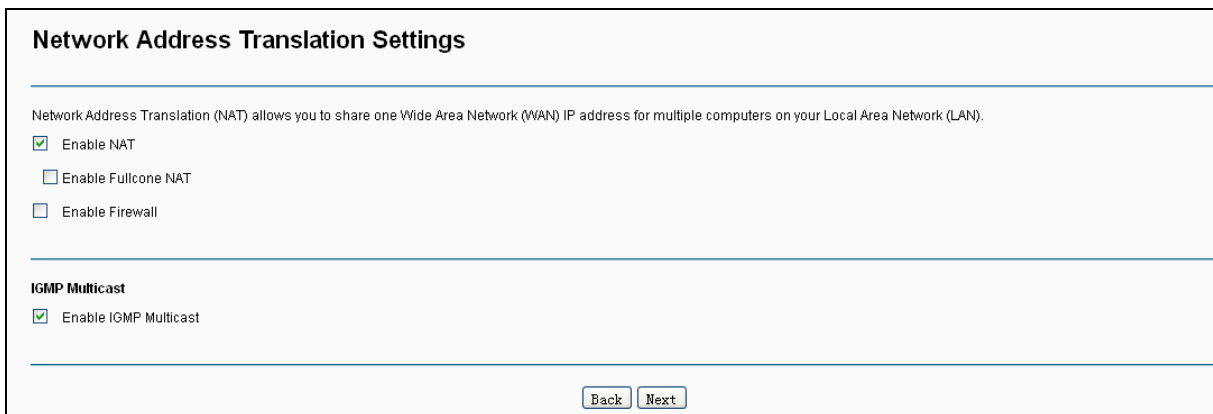 Network Address Translation Settings
Network Address Translation (NAT) allows you to share one Wide Area Network (WAN) IP address for multiple computers on your Local Area Network (LAN).
Enable NAT
Enable Fullcone NAT
Enable Firewall
IGMP Multicast
Enable IGMP Multicast
Back Next